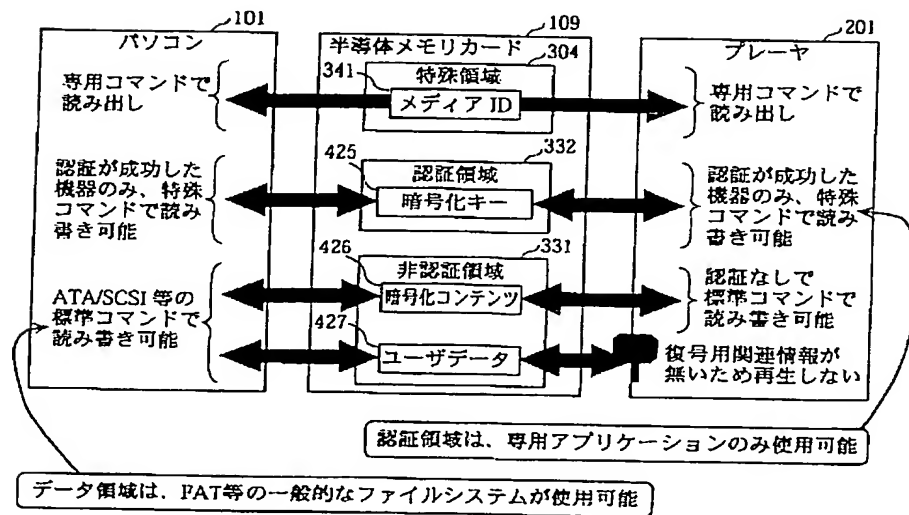 101
パソコン
専用コマンドで
読み出し
認証が成功した
機器のみ、特殊
コマンドで読み
書き可能
ATA/SCSI 等の
標準コマンドで
読み書き可能
109
半導体メモリカード
304
特殊領域
341
メディア ID
332
認証領域
425
暗号化キー
331
非認証領域
426
暗号化コンテンツ
427
ユーザデータ
201
プレーヤ
専用コマンドで
読み出し
認証が成功した
機器のみ、特殊
コマンドで読み
書き可能
認証なしで
標準コマンドで
読み書き可能
復号用関連情報が
無いため再生しない
認証領域は、専用アプリケーションのみ使用可能
データ領域は、FAT等の一般的なファイルシステムが使用可能